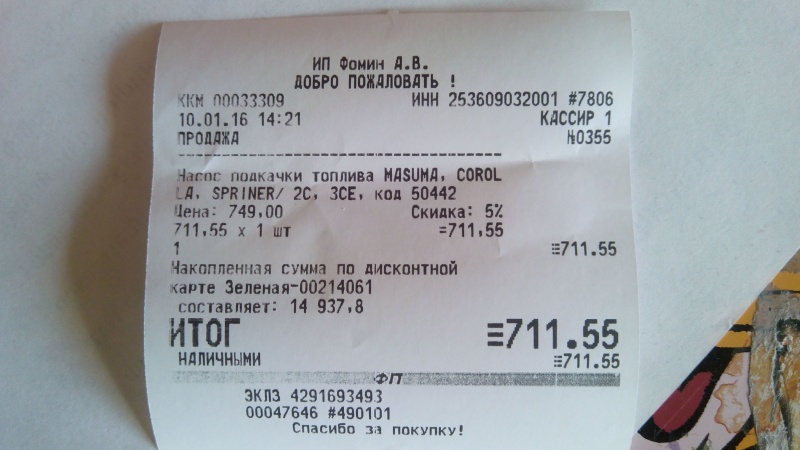 ИП Фомин А.В.
ДОБРО ПОЖАЛОВАТЬ !
ККМ 00033309 ИНН 253609032001 #7806
10.01.16 14:21 КАССИР 1
ПРОДАЖА №0355
Насос подкачки топлива MASUMA, COROL
LA, SPRINER/ 2C, 3CE, код 50442
Цена: 749,00 Скидка: 5%
711,55 x 1 шт =711,55
1 ≡711.55
Накопленная сумма по дисконтной
карте Зеленая-00214061
составляет: 14 937,8
ИТОГ ≡711.55
НАЛИЧНЫМИ ≡711.55
ФП
ЭКЛЗ 4291693493
00047646 #490101
Спасибо за покупку!